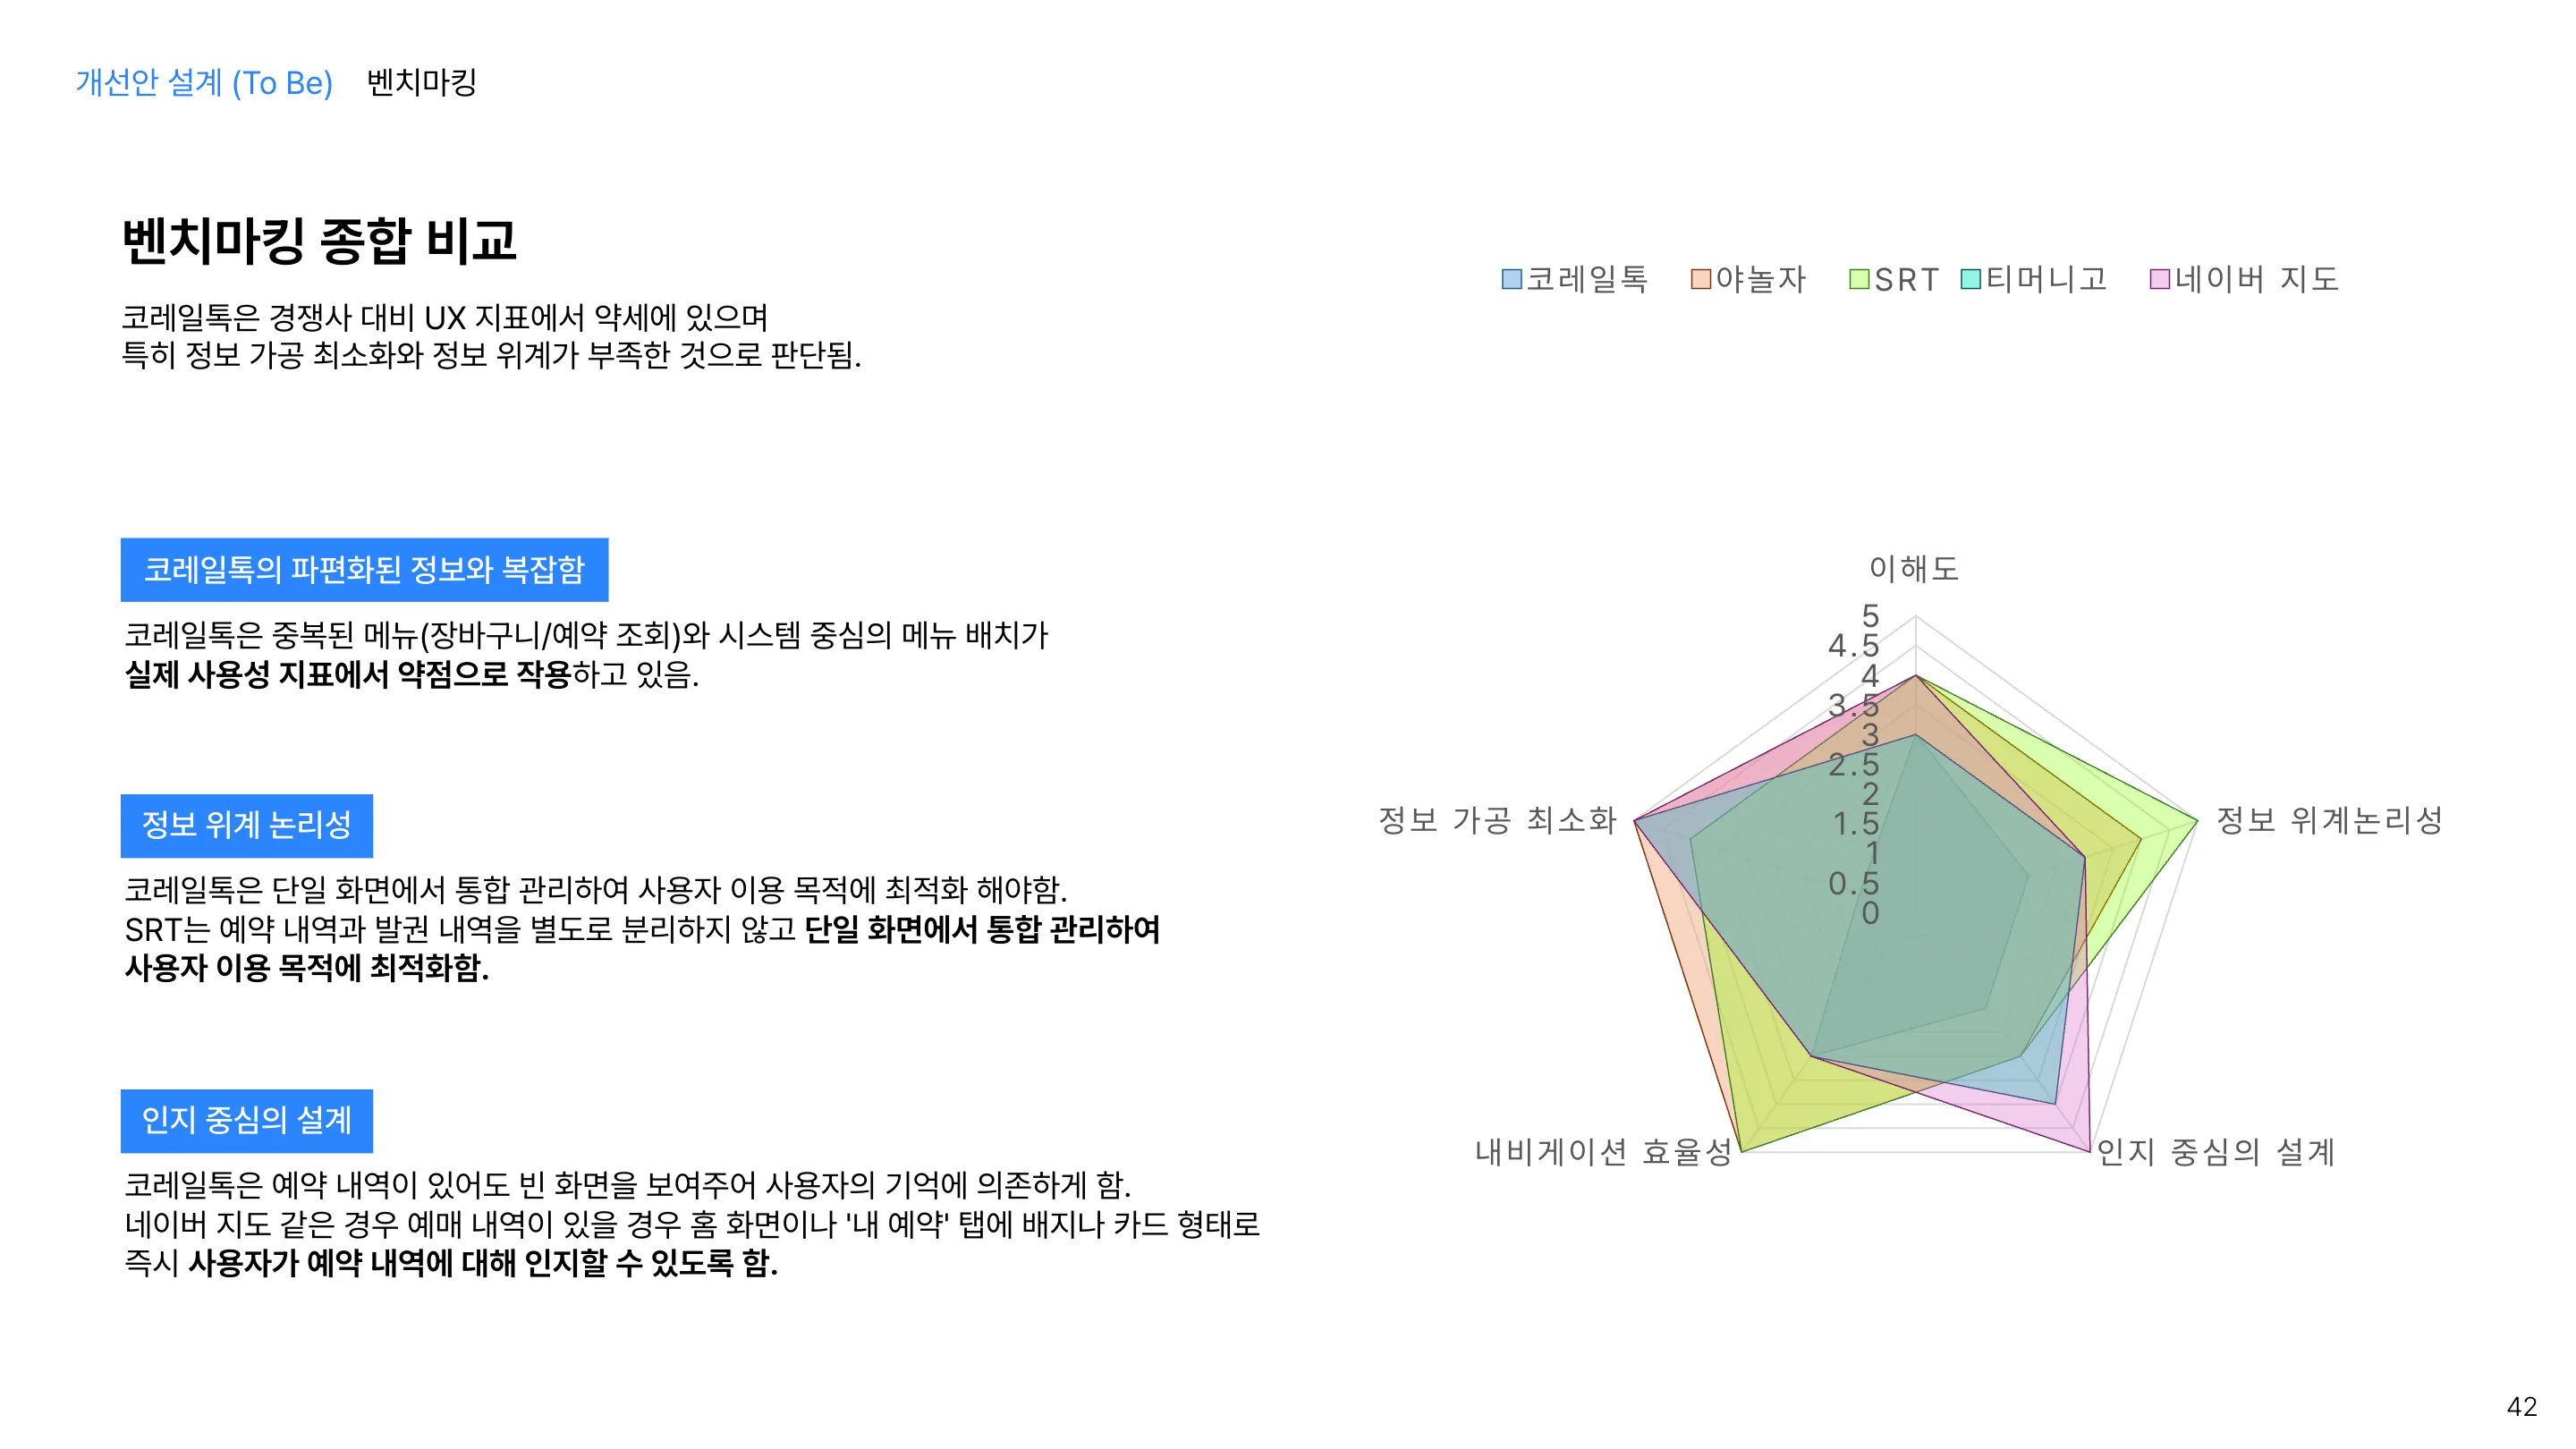 개선안 설계 (To Be) 벤치마킹
벤치마킹 종합 비교
코레일톡은 경쟁사 대비 UX 지표에서 약세에 있으며
특히 정보 가공 최소화와 정보 위계가 부족한 것으로 판단됨.
코레일톡의 파편화된 정보와 복잡함
코레일톡은 중복된 메뉴(장바구니/예약 조회)와 시스템 중심의 메뉴 배치가
실제 사용성 지표에서 약점으로 작용하고 있음.
정보 위계 논리성
코레일톡은 단일 화면에서 통합 관리하여 사용자 이용 목적에 최적화 해야함.
SRT는 예약 내역과 발권 내역을 별도로 분리하지 않고 단일 화면에서 통합 관리하여
사용자 이용 목적에 최적화함.
인지 중심의 설계
코레일톡은 예약 내역이 있어도 빈 화면을 보여주어 사용자의 기억에 의존하게 함.
네이버 지도 같은 경우 예매 내역이 있을 경우 홈 화면이나 '내 예약' 탭에 배지나 카드 형태로
즉시 사용자가 예약 내역에 대해 인지할 수 있도록 함.
코레일톡 야놀자 SRT 티머니고 네이버 지도
이해도
5
4.5
4
3.5
3
2.5
2
1.5
1
0.5
0
정보 가공 최소화
정보 위계논리성
내비게이션 효율성
인지 중심의 설계
42